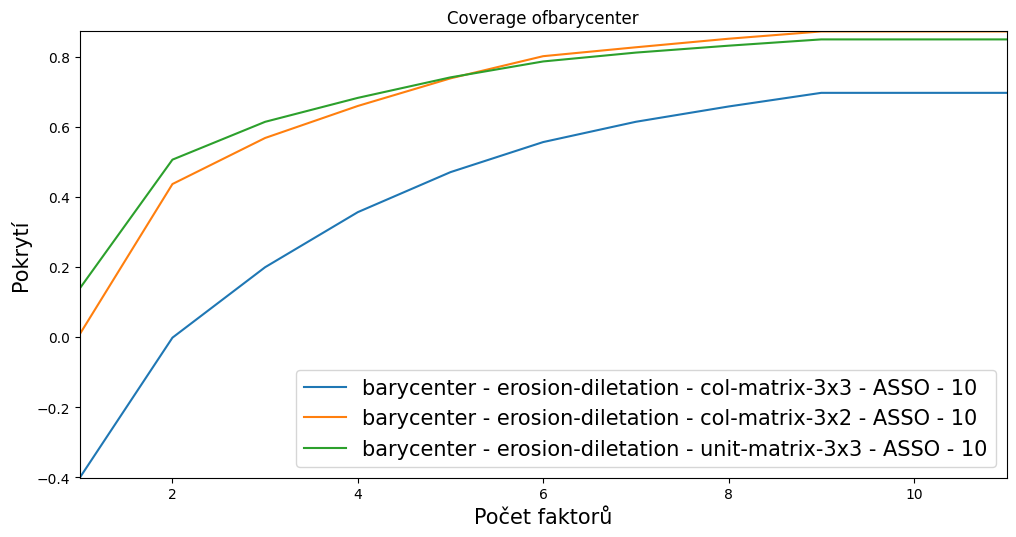 Coverage ofbarycenter
Pokrytí
0.8
0.6
0.4
0.2
0.0
−0.2
−0.4
barycenter - erosion-diletation - col-matrix-3x3 - ASSO - 10
barycenter - erosion-diletation - col-matrix-3x2 - ASSO - 10
barycenter - erosion-diletation - unit-matrix-3x3 - ASSO - 10
2 4 6 8 10
Počet faktorů